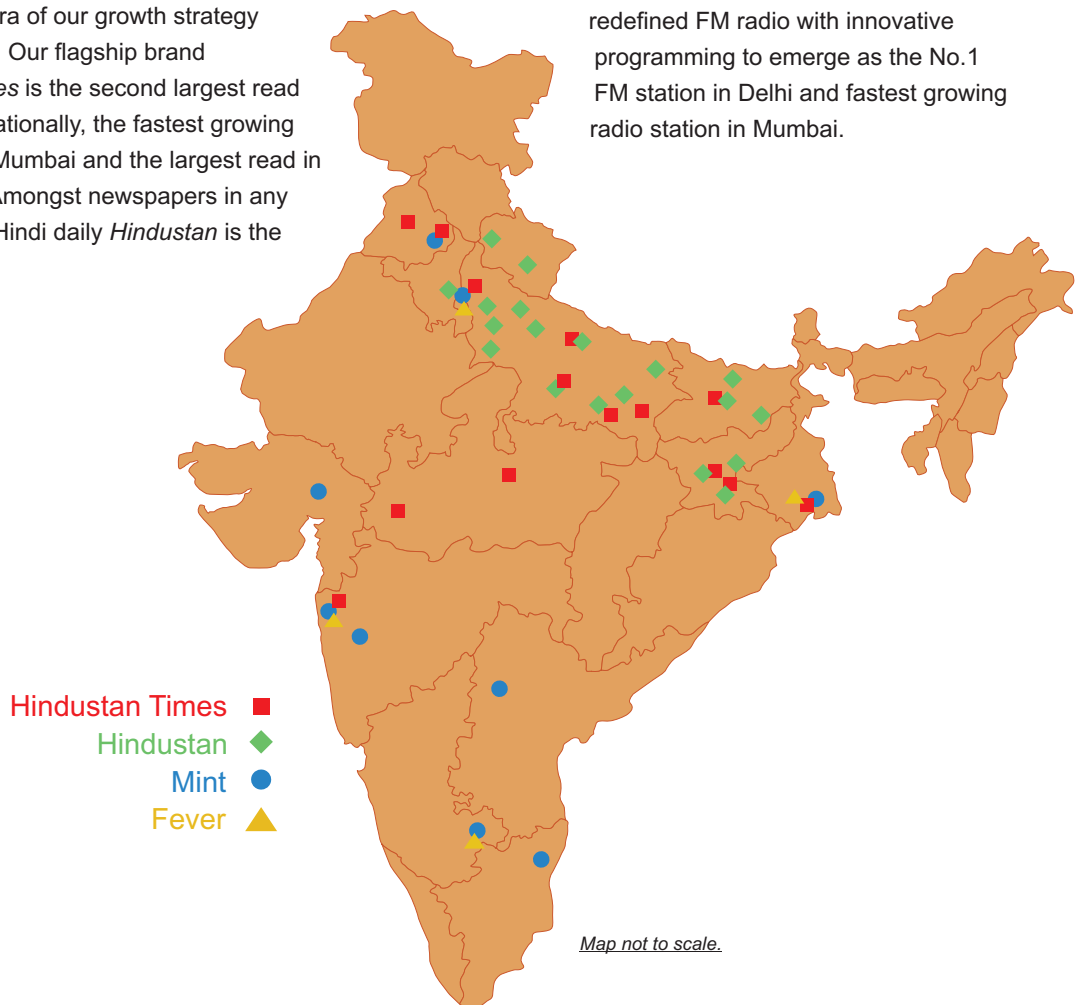 ra of our growth strategy
Our flagship brand
es is the second largest read
ationally, the fastest growing
Mumbai and the largest read in
Amongst newspapers in any
Hindi daily Hindustan is the
redefined FM radio with innovative
programming to emerge as the No.1
FM station in Delhi and fastest growing
radio station in Mumbai.
Hindustan Times
Hindustan
Mint
Fever
Map not to scale.